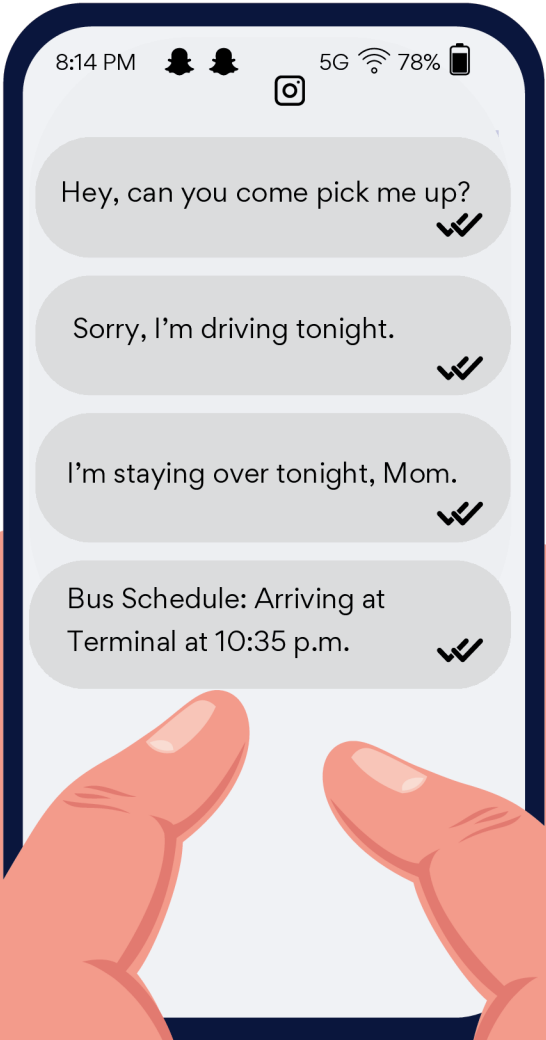 8:14 PM 5G 78%
Hey, can you come pick me up?
Sorry, I’m driving tonight.
I’m staying over tonight, Mom.
Bus Schedule: Arriving at
Terminal at 10:35 p.m.